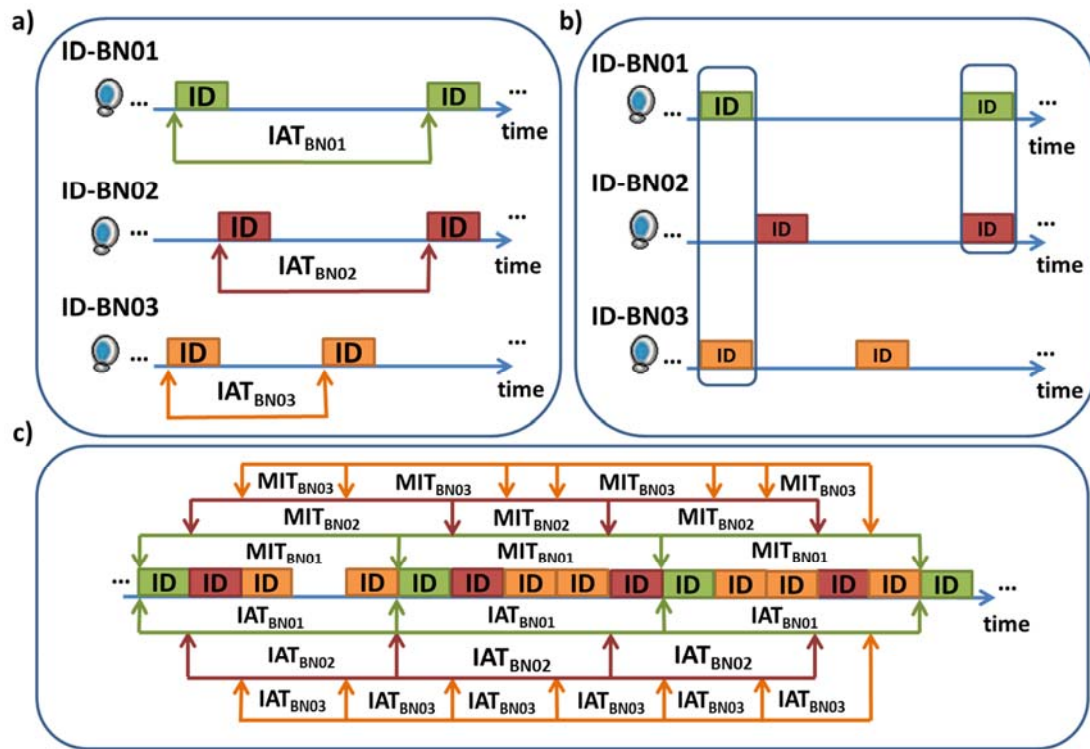 a)
ID-BN01
... ID ID ...
time
IAT_BN01
ID-BN02
... ID ID ...
time
IAT_BN02
ID-BN03
... ID ID ...
time
IAT_BN03
b)
ID-BN01
... ID ID ...
time
ID-BN02
... ID ID ...
time
ID-BN03
... ID ID ...
time
c)
MIT_BN03 MIT_BN03 MIT_BN03 MIT_BN03
MIT_BN02 MIT_BN02 MIT_BN02
MIT_BN01 MIT_BN01 MIT_BN01
... ID ID ID ID ID ID ID ID ID ID ID ID ID ID ID ...
time
IAT_BN01 IAT_BN01 IAT_BN01
IAT_BN02 IAT_BN02 IAT_BN02
IAT_BN03 IAT_BN03 IAT_BN03 IAT_BN03 IAT_BN03 IAT_BN03